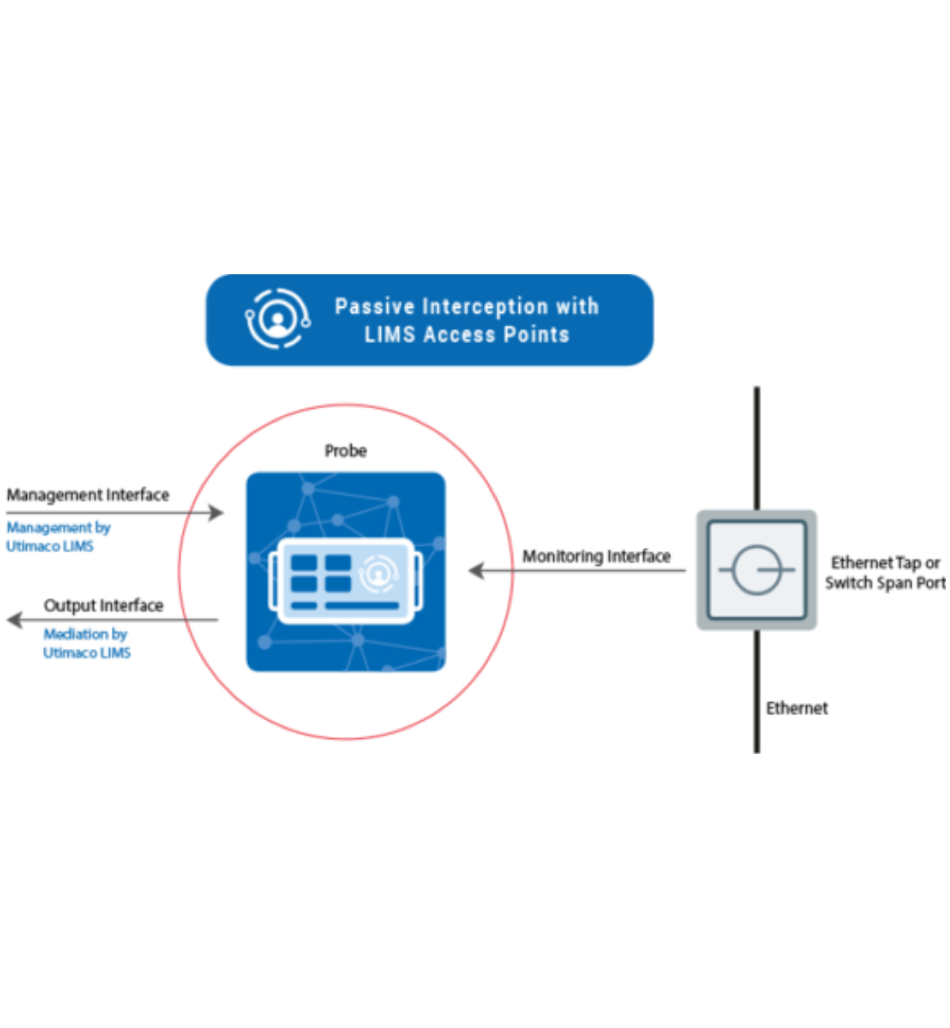 Passive Interception with
LIMS Access Points
Probe
Management Interface
Management by
Utimaco LIMS
Output Interface
Mediation by
Utimaco LIMS
Monitoring Interface
Ethernet Tap or
Switch Span Port
Ethernet